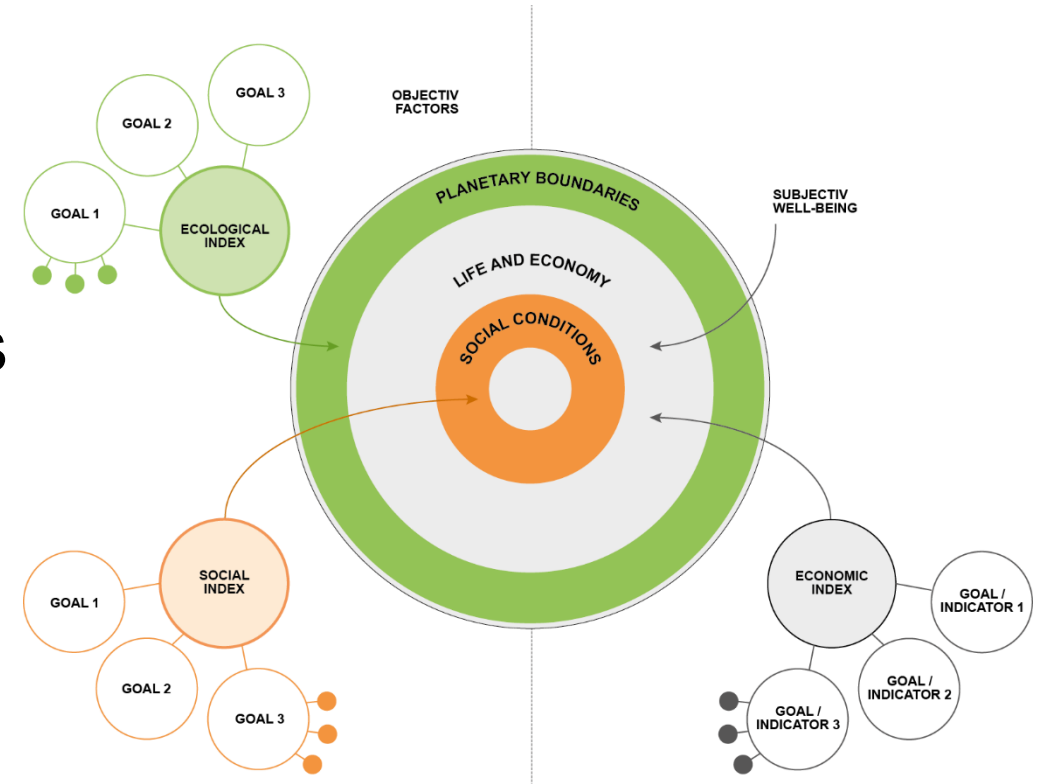 GOAL 3
GOAL 2
GOAL 1
ECOLOGICAL
INDEX
OBJECTIV
FACTORS
PLANETARY BOUNDARIES
LIFE AND ECONOMY
SOCIAL CONDITIONS
SUBJECTIV
WELL-BEING
s
SOCIAL
INDEX
GOAL 1
GOAL 2
GOAL 3
ECONOMIC
INDEX
GOAL /
INDICATOR 1
GOAL /
INDICATOR 2
GOAL /
INDICATOR 3